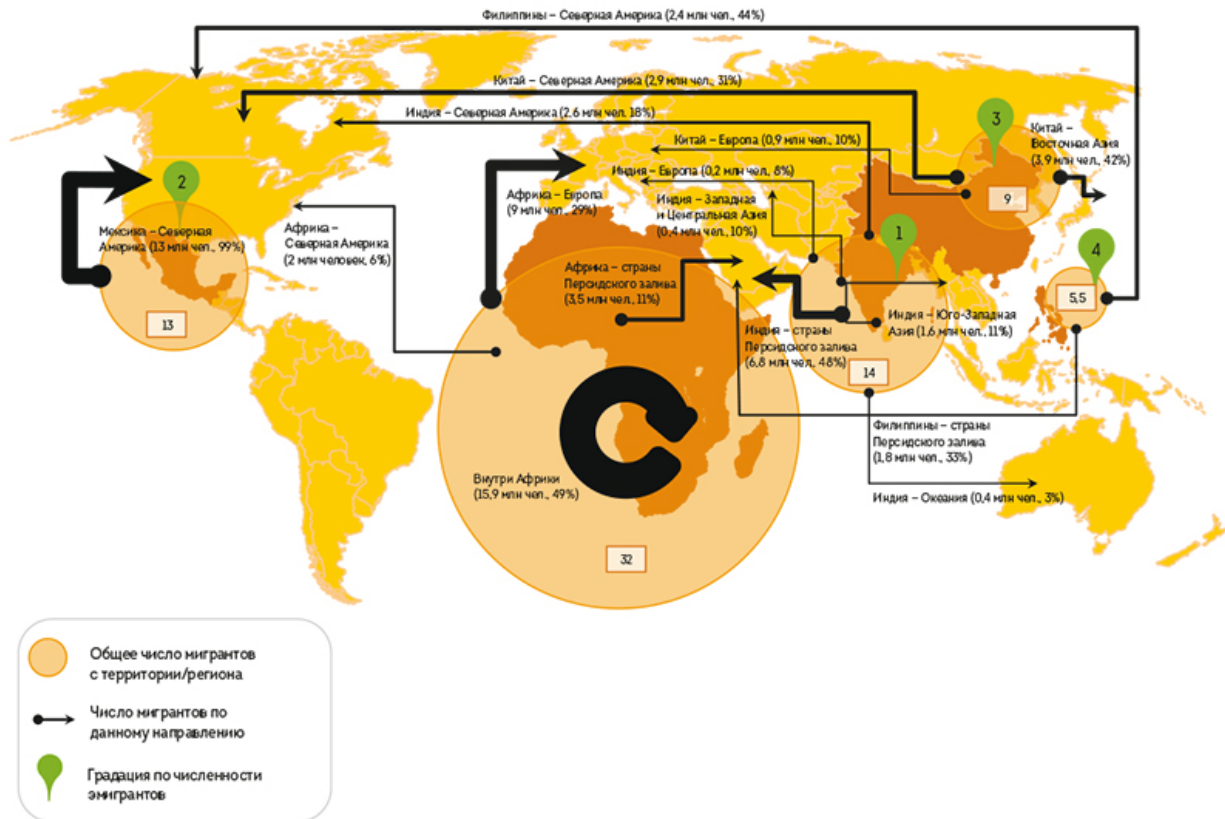 Филиппины – Северная Америка (2,4 млн чел., 44%)
Китай – Северная Америка (2,9 млн чел., 31%)
Индия – Северная Америка (2,6 млн чел. 18%)
3
Китай –
Восточная Азия
(3,9 млн чел., 42%)
Китай – Европа (0,9 млн чел., 10%)
Индия – Европа (0,2 млн чел., 8%)
2
Африка – Европа
(9 млн чел., 29%)
Индия – Западная
и Центральная Азия
(0,4 млн чел., 10%)
9
Мексика – Северная
Америка (13 млн чел., 99%)
Африка –
Северная Америка
(2 млн человек, 6%)
1
4
Африка – страны
Персидского залива
(3,5 млн чел., 11%)
5,5
13
Индия – страны
Персидского залива
(6,8 млн чел., 48%)
Индия – Юго-Западная
Азия (1,6 млн чел., 11%)
14
Филиппины – страны
Персидского залива
(1,8 млн чел., 33%)
Внутри Африки
(15,9 млн чел., 49%)
Индия – Океания (0,4 млн чел., 3%)
32
Общее число мигрантов
с территории/региона
Число мигрантов по
данному направлению
Градация по численности
эмигрантов